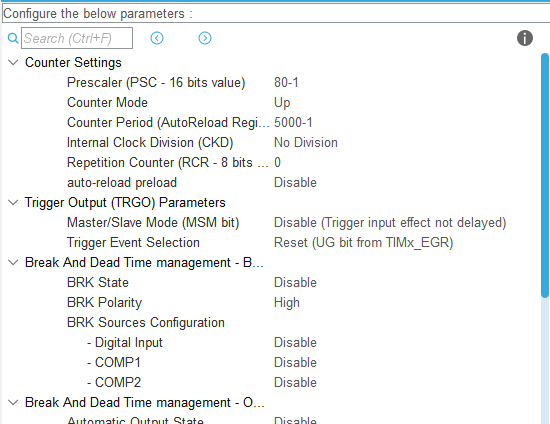 Configure the below parameters :
Search (Ctrl+F)
Counter Settings
Prescaler (PSC - 16 bits value) 80-1
Counter Mode Up
Counter Period (AutoReload Regi... 5000-1
Internal Clock Division (CKD) No Division
Repetition Counter (RCR - 8 bits ... 0
auto-reload preload Disable
Trigger Output (TRGO) Parameters
Master/Slave Mode (MSM bit) Disable (Trigger input effect not delayed)
Trigger Event Selection Reset (UG bit from TIMx_EGR)
Break And Dead Time management - B...
BRK State Disable
BRK Polarity High
BRK Sources Configuration
- Digital Input Disable
- COMP1 Disable
- COMP2 Disable
Break And Dead Time management - O...
Automatic Output State Disable